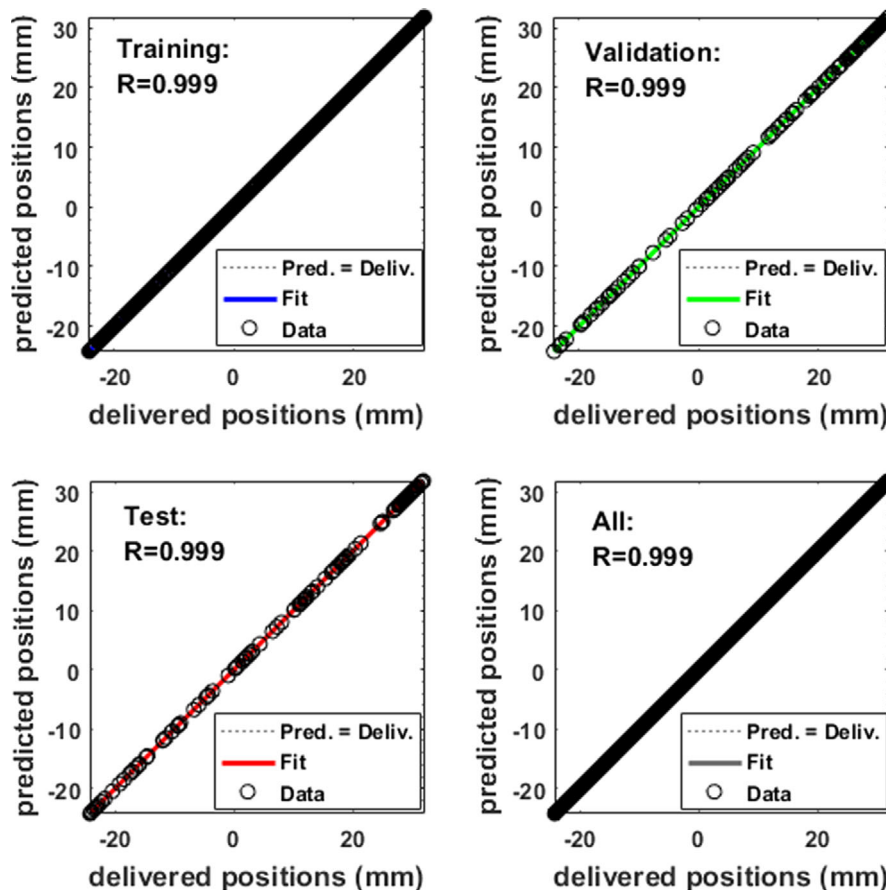 predicted positions (mm)
30
20
10
0
-10
-20
Training:
R=0.999
Pred. = Deliv.
Fit
Data
-20
0
20
delivered positions (mm)
predicted positions (mm)
30
20
10
0
-10
-20
Validation:
R=0.999
Pred. = Deliv.
Fit
Data
-20
0
20
delivered positions (mm)
predicted positions (mm)
30
20
10
0
-10
-20
Test:
R=0.999
Pred. = Deliv.
Fit
Data
-20
0
20
delivered positions (mm)
predicted positions (mm)
30
20
10
0
-10
-20
All:
R=0.999
Pred. = Deliv.
Fit
Data
-20
0
20
delivered positions (mm)